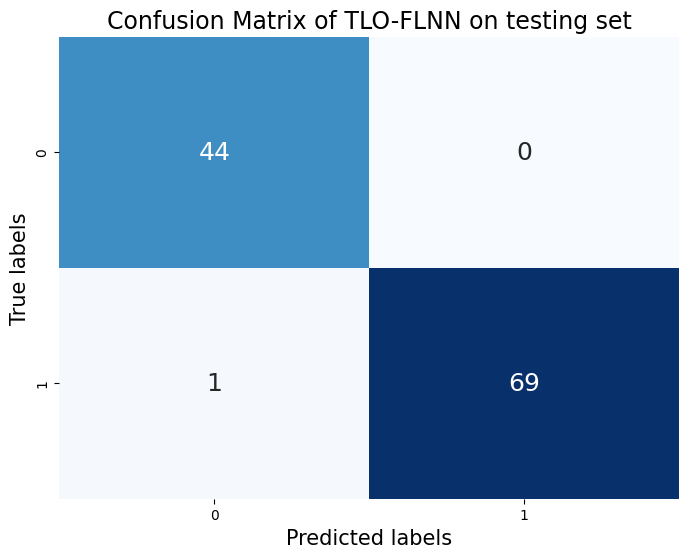 Confusion Matrix of TLO-FLNN on testing set
True labels
0
44
0
1
1
69
0
1
Predicted labels